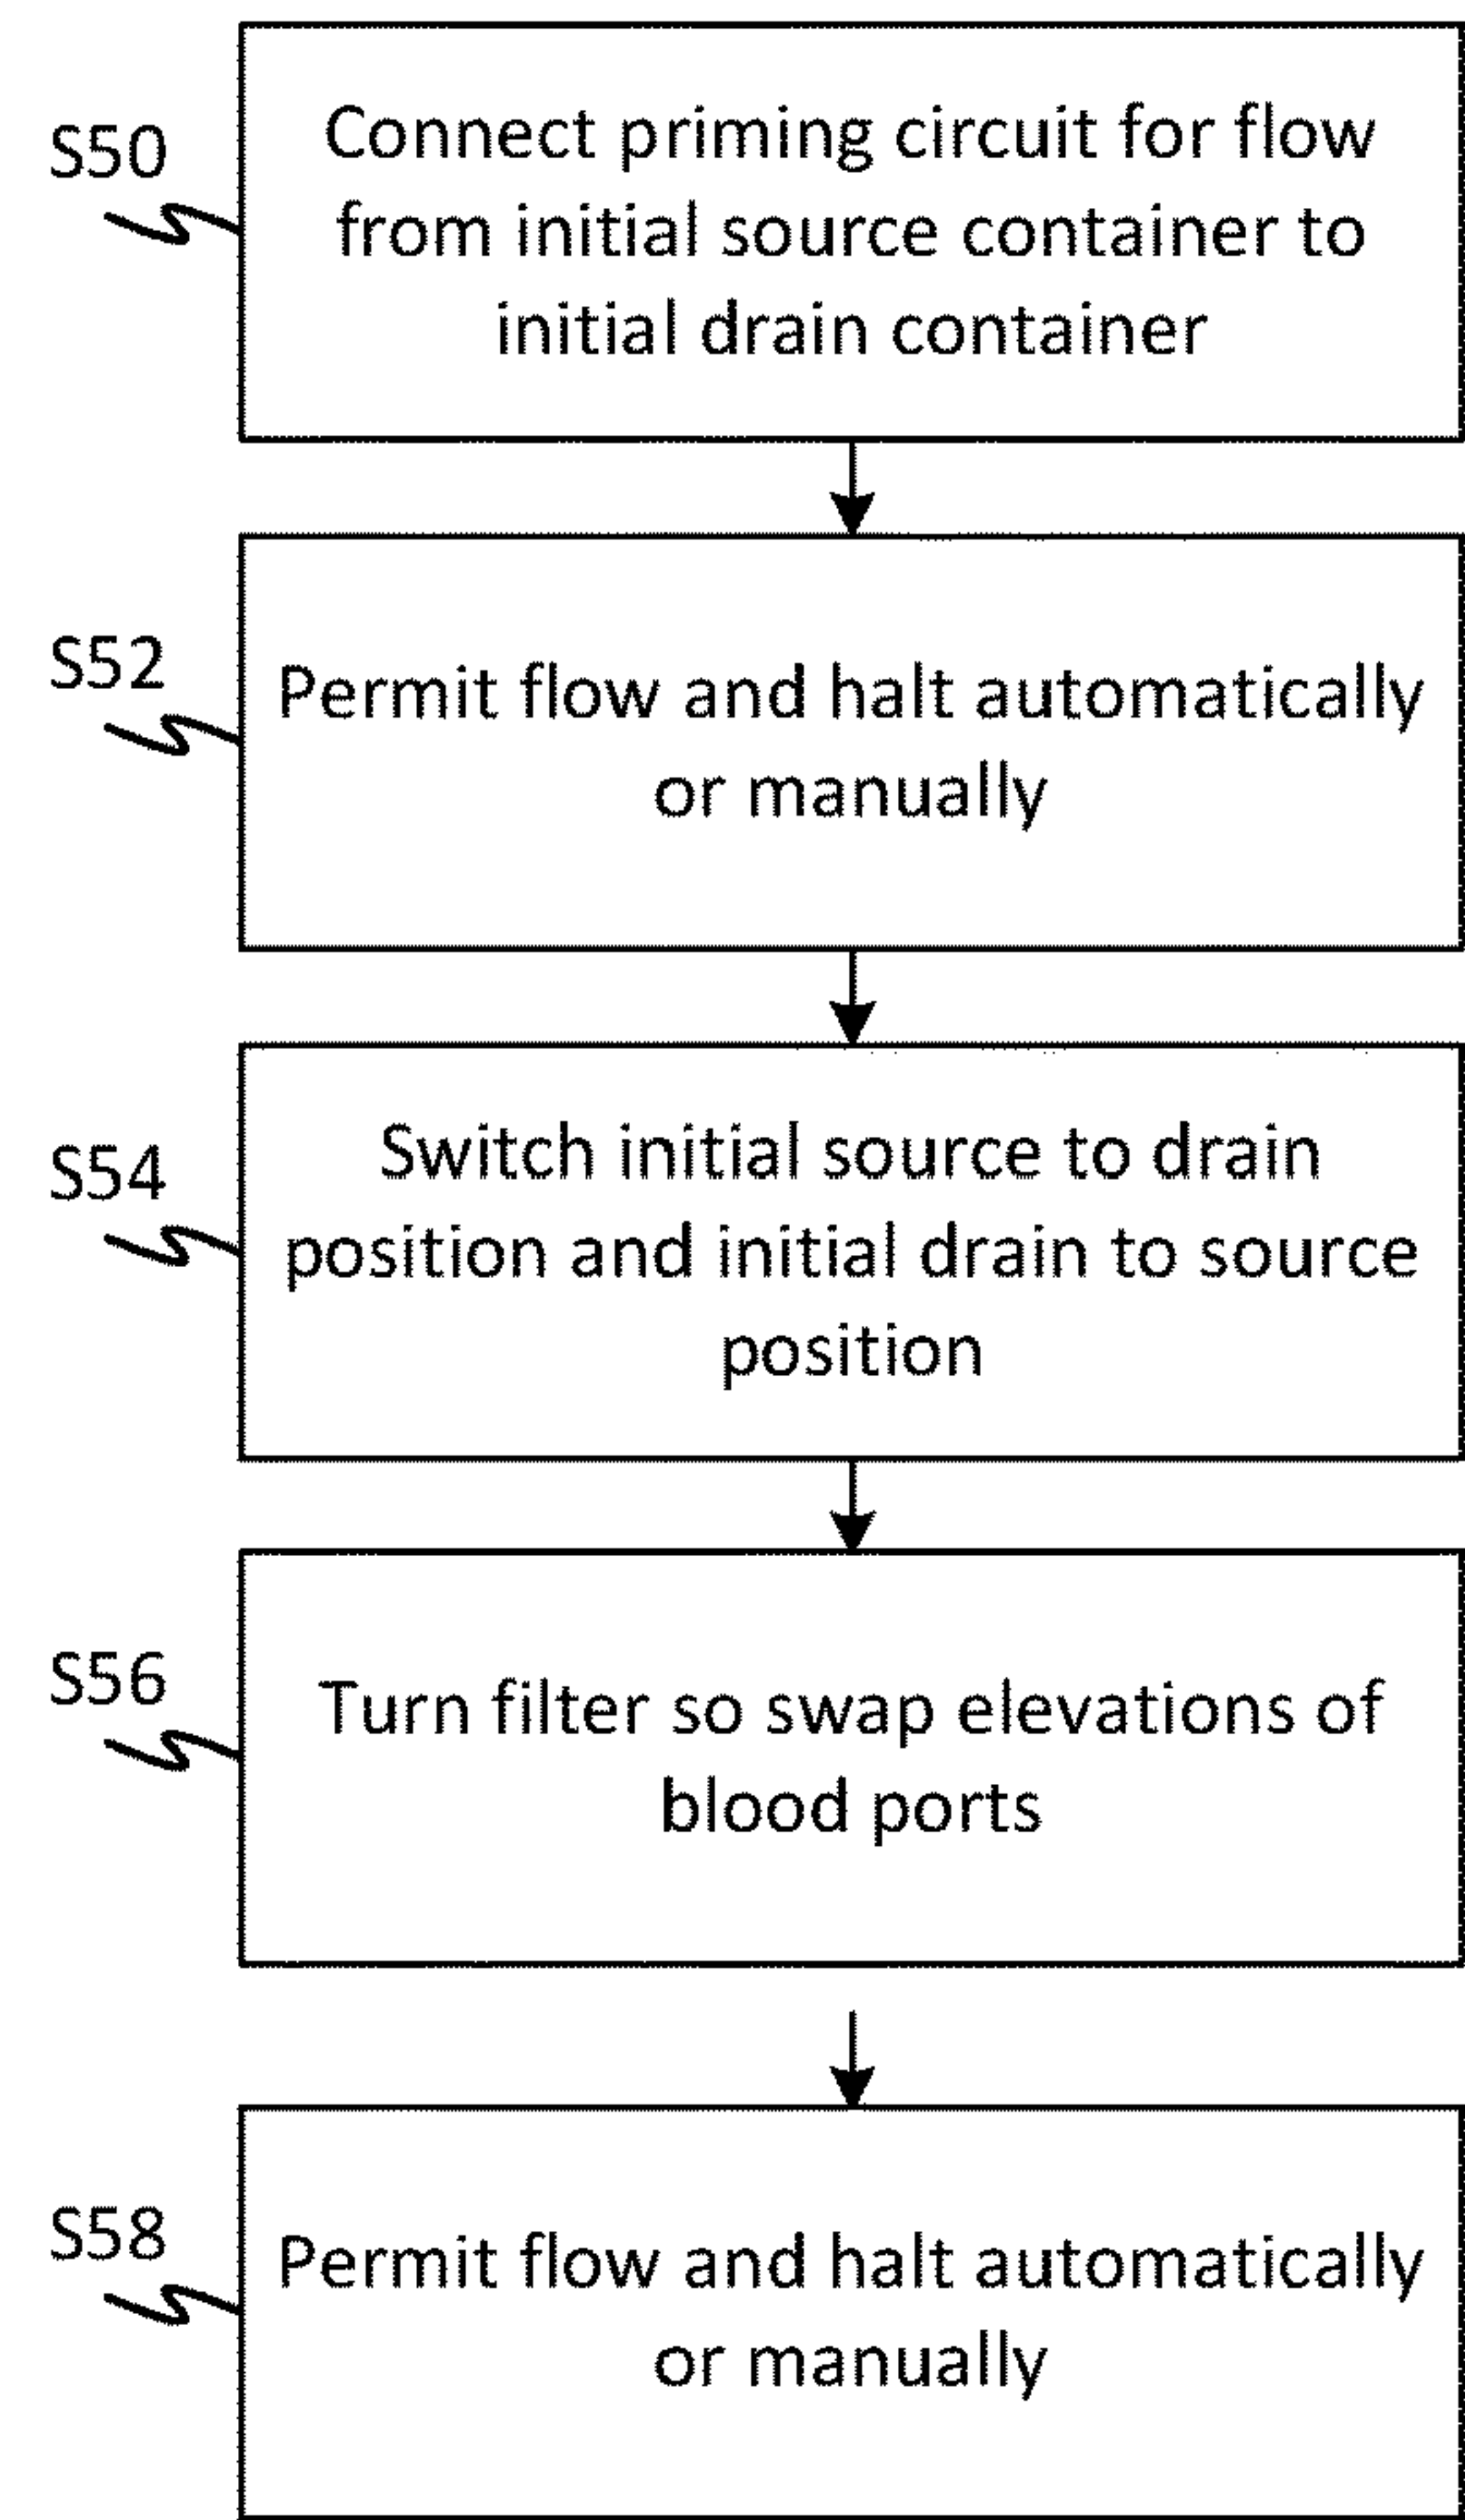 S50
Connect priming circuit for flow
from initial source container to
initial drain container
S52
Permit flow and halt automatically
or manually
S54
Switch initial source to drain
position and initial drain to source
position
S56
Turn filter so swap elevations of
blood ports
S58
Permit flow and halt automatically
or manually